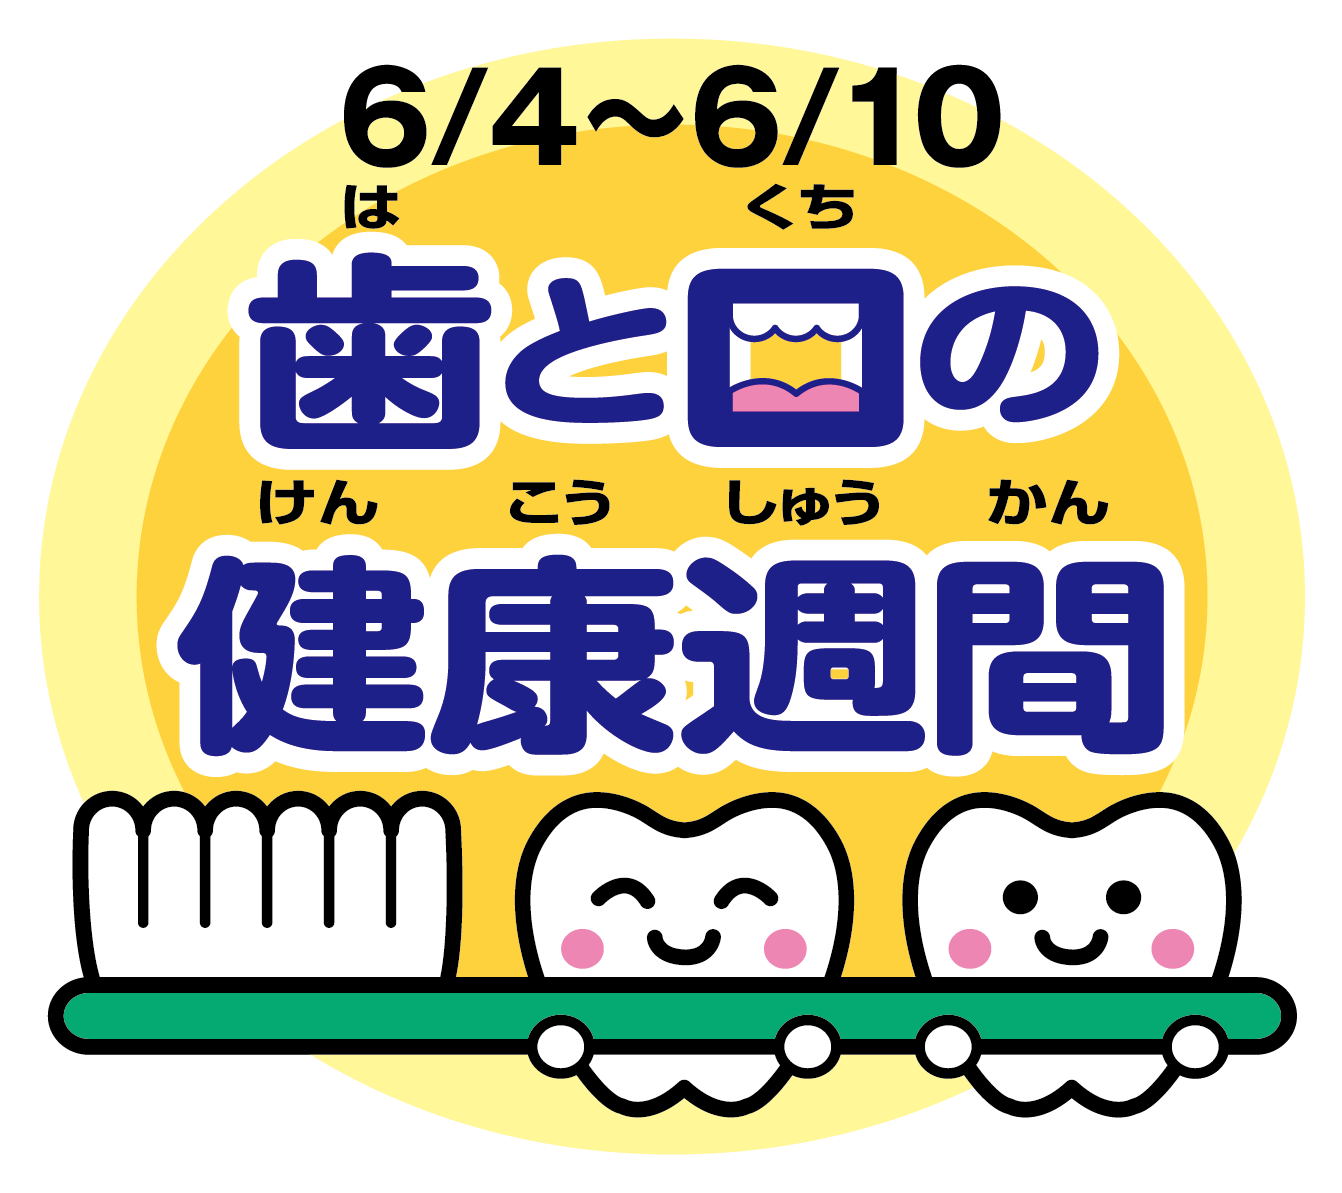 6/4～6/10
は くち
歯と口の
けん こう しゅう かん
健康週間